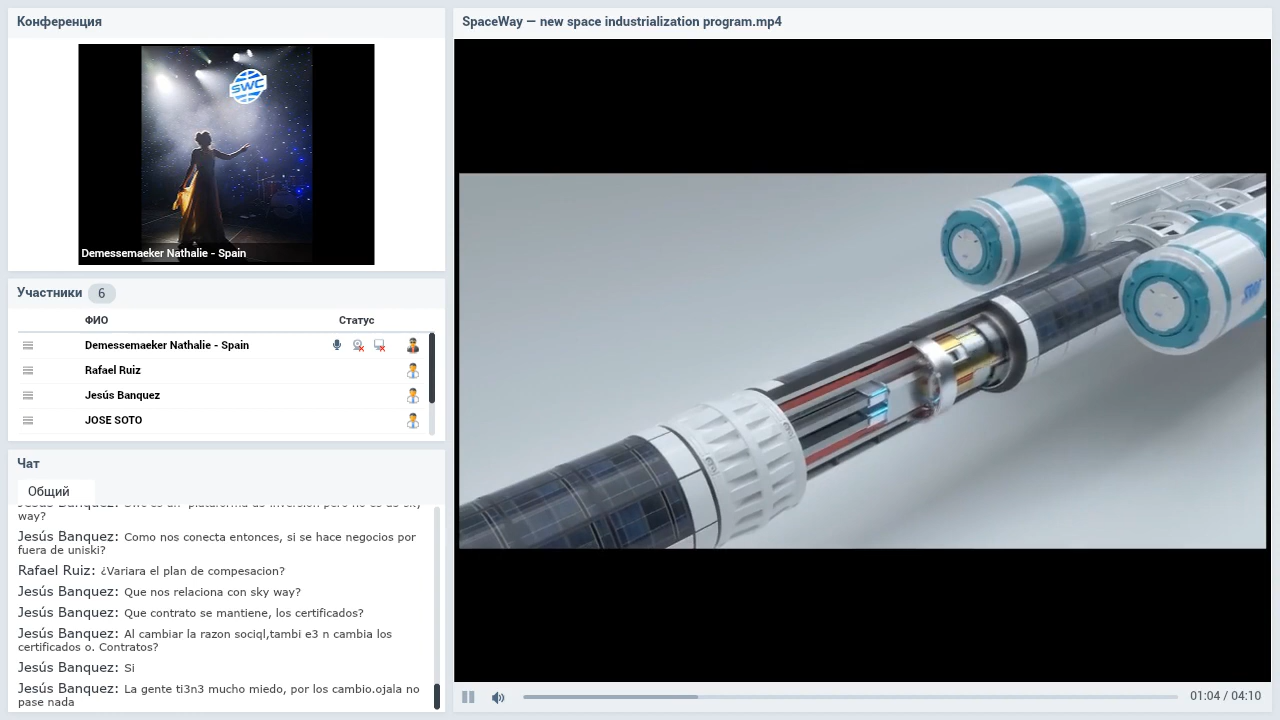 Конференция
SWC
Demessemaeker Nathalie - Spain
Участники 6
ФИО Статус
Demessemaeker Nathalie - Spain
Rafael Ruiz
Jesús Banquez
JOSE SOTO
Чат
Общий
way?
Jesús Banquez: Como nos conecta entonces, si se hace negocios por
fuera de uniski?
Rafael Ruiz: ¿Variara el plan de compesacion?
Jesús Banquez: Que nos relaciona con sky way?
Jesús Banquez: Que contrato se mantiene, los certificados?
Jesús Banquez: Al cambiar la razon sociql,tambi e3 n cambia los
certificados o. Contratos?
Jesús Banquez: Si
Jesús Banquez: La gente ti3n3 mucho miedo, por los cambio.ojala no
pase nada
SpaceWay — new space industrialization program.mp4
01:04 / 04:10